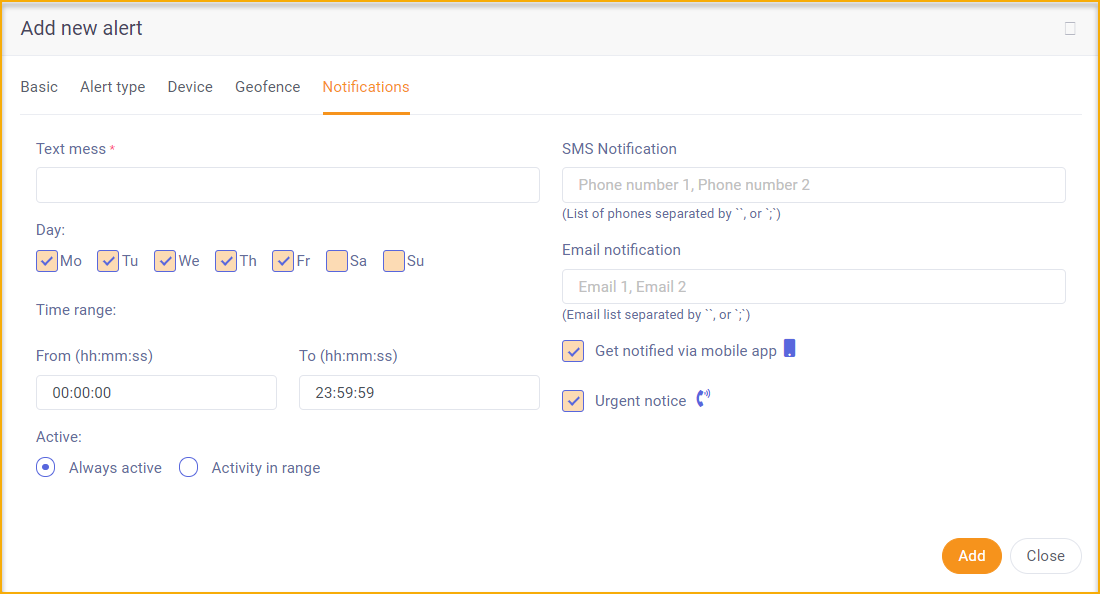 Add new alert
Basic Alert type Device Geofence Notifications
Text mess *
Day:
Mo Tu We Th Fr Sa Su
Time range:
From (hh:mm:ss) To (hh:mm:ss)
00:00:00 23:59:59
Active:
Always active Activity in range
SMS Notification
Phone number 1, Phone number 2
(List of phones separated by ``, or `;`)
Email notification
Email 1, Email 2
(Email list separated by ``, or `;`)
Get notified via mobile app
Urgent notice
Add Close